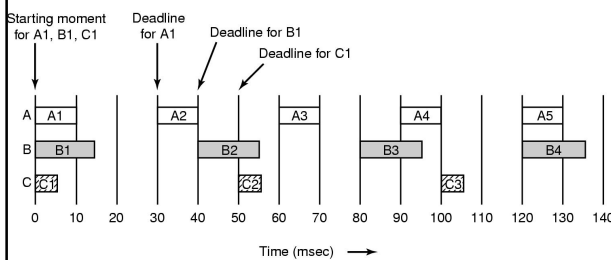 Starting moment
for A1, B1, C1
Deadline
for A1
Deadline for B1
Deadline for C1
A A1 A2 A3 A4 A5
B B1 B2 B3 B4
C C1 C2 C3
0 10 20 30 40 50 60 70 80 90 100 110 120 130 140
Time (msec)